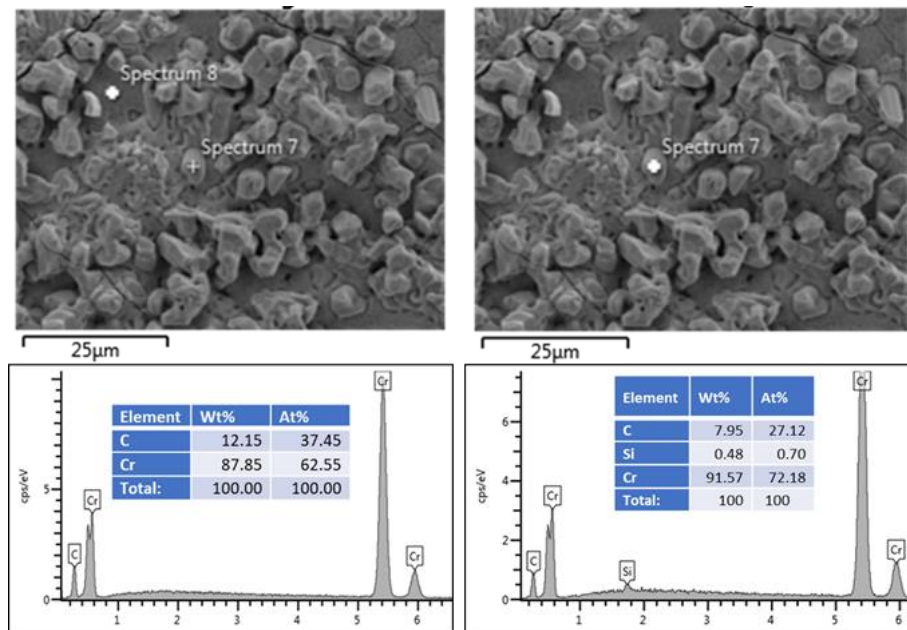 Spectrum 8
Spectrum 7
25µm
Spectrum 7
25µm
Cr
Element Wt% At%
C 12.15 37.45
Cr 87.85 62.55
Total: 100.00 100.00
cps/eV
5
0
Cr
C
Cr
1 2 3 4 5 6
Cr
Element Wt% At%
C 7.95 27.12
Si 0.48 0.70
Cr 91.57 72.18
Total: 100 100
cps/eV
6
4
2
0
Cr
C
Si
Cr
1 2 3 4 5 6